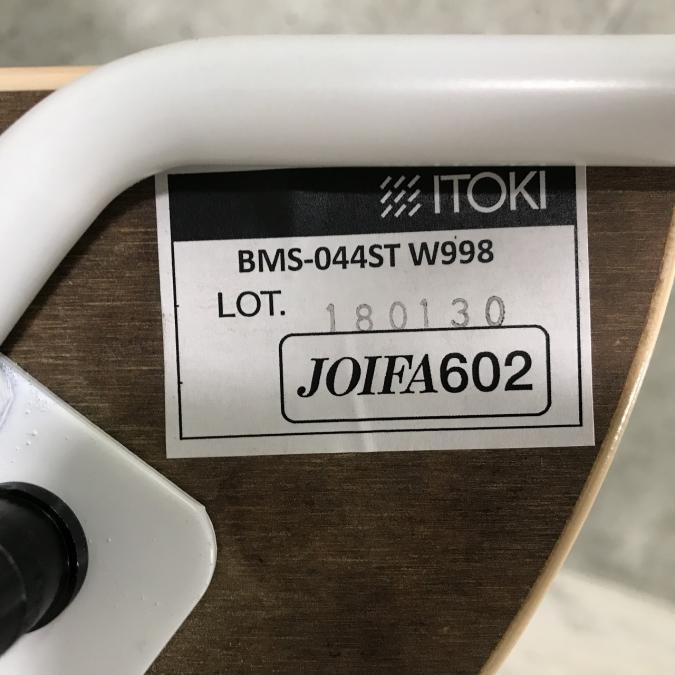 ITOKI
BMS-044ST W998
LOT. 180130
JOIFA602